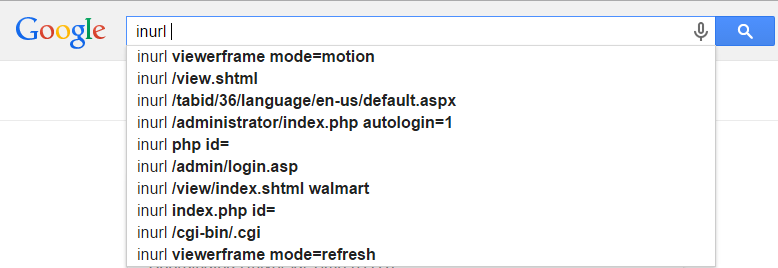 Google
inurl
inurl viewerframe mode=motion
inurl /view.shtml
inurl /tabid/36/language/en-us/default.aspx
inurl /administrator/index.php autologin=1
inurl php id=
inurl /admin/login.asp
inurl /view/index.shtml walmart
inurl index.php id=
inurl /cgi-bin/.cgi
inurl viewerframe mode=refresh